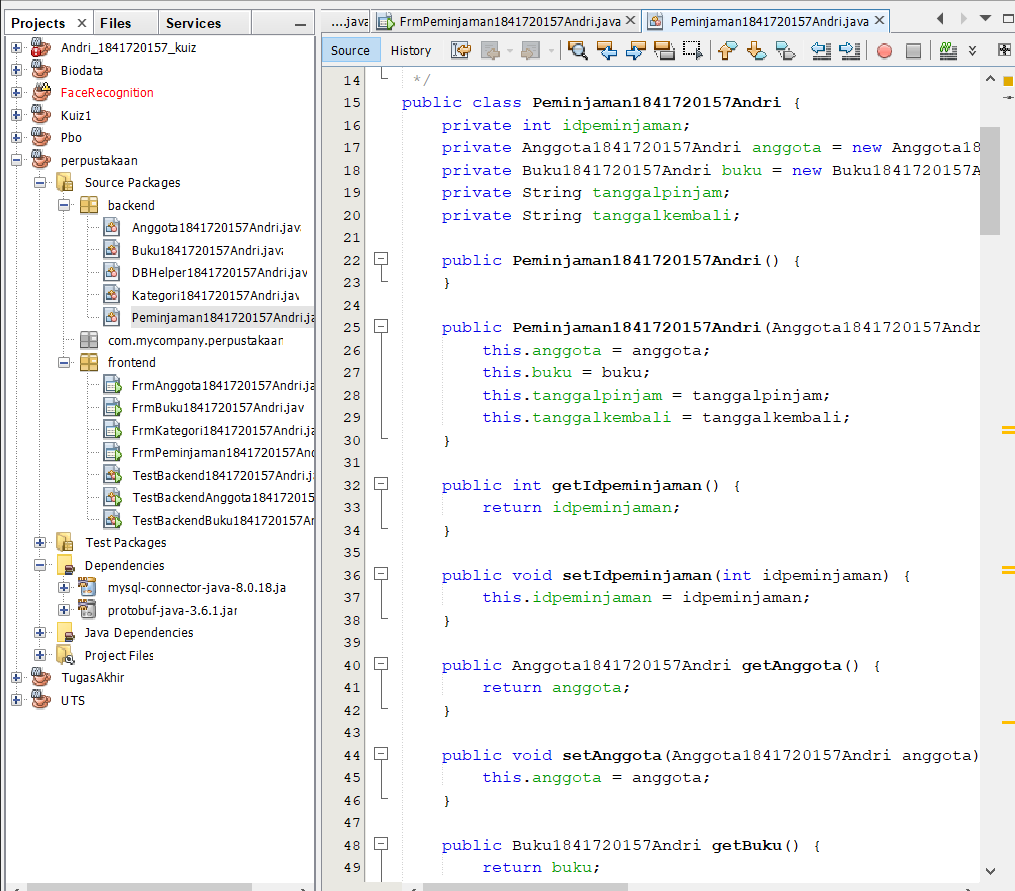 Projects
Files
Services
Andri_1841720157_kuiz
Biodata
FaceRecognition
Kuiz1
Pbo
perpustakaan
Source Packages
backend
Anggota1841720157Andri.java
Buku1841720157Andri.java
DBHelper1841720157Andri.jav
Kategori1841720157Andri.jav
Peminjaman1841720157Andri.ja
com.mycompany.perpustakaan
frontend
FrmAnggota1841720157Andri.ja
FrmBuku1841720157Andri.jav
FrmKategori1841720157Andri.ja
FrmPeminjaman1841720157And
TestBackend1841720157Andri.j
TestBackendAnggota184172015
TestBackendBuku1841720157Ar
Test Packages
Dependencies
mysql-connector-java-8.0.18.ja
protobuf-java-3.6.1.jar
Java Dependencies
Project Files
TugasAkhir
UTS
....java
FrmPeminjaman1841720157Andri.java
Peminjaman1841720157Andri.java
Source
History
14 */
15 public class Peminjaman1841720157Andri {
16 private int idpeminjaman;
17 private Anggota1841720157Andri anggota = new Anggota18
18 private Buku1841720157Andri buku = new Buku1841720157A
19 private String tanggalpinjam;
20 private String tanggalkembali;
21
22 public Peminjaman1841720157Andri() {
23 }
24
25 public Peminjaman1841720157Andri(Anggota1841720157Andr
26 this.anggota = anggota;
27 this.buku = buku;
28 this.tanggalpinjam = tanggalpinjam;
29 this.tanggalkembali = tanggalkembali;
30 }
31
32 public int getIdpeminjaman() {
33 return idpeminjaman;
34 }
35
36 public void setIdpeminjaman(int idpeminjaman) {
37 this.idpeminjaman = idpeminjaman;
38 }
39
40 public Anggota1841720157Andri getAnggota() {
41 return anggota;
42 }
43
44 public void setAnggota(Anggota1841720157Andri anggota)
45 this.anggota = anggota;
46 }
47
48 public Buku1841720157Andri getBuku() {
49 return buku;